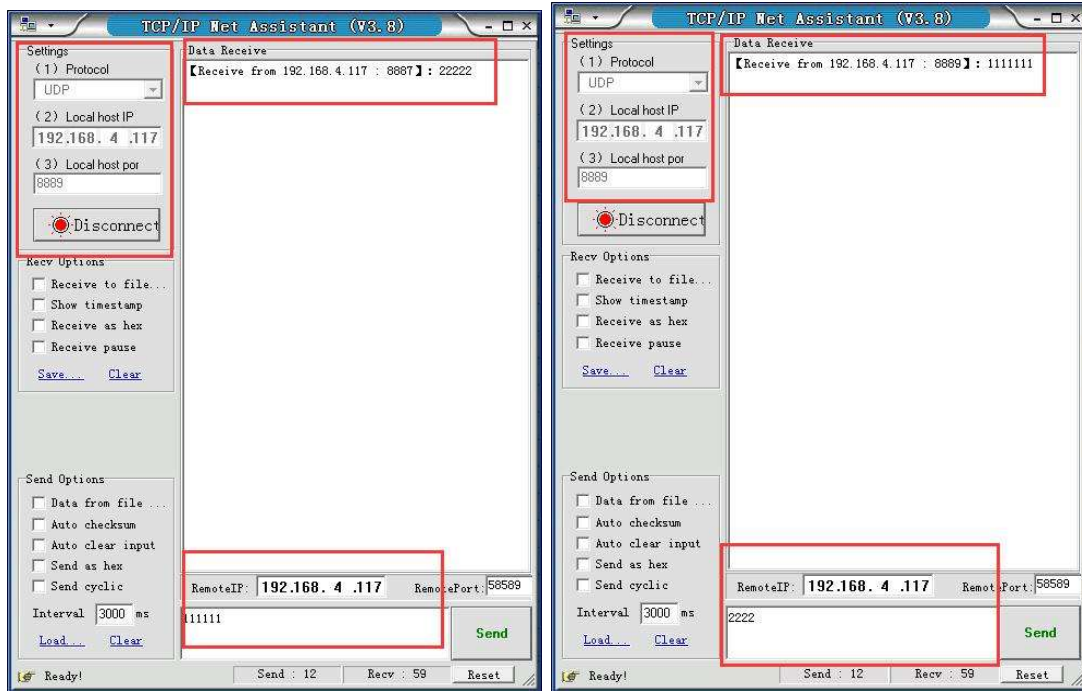 TCP/IP Net Assistant (V3.8)
Settings
(1) Protocol
UDP
(2) Local host IP
192.168. 4 .117
(3) Local host por
8889
Disconnect
Recv Options
Receive to file...
Show timestamp
Receive as hex
Receive pause
Save... Clear
Send Options
Data from file ...
Auto checksum
Auto clear input
Send as hex
Send cyclic
Interval 3000 ms
Load... Clear
Data Receive
【Receive from 192.168.4.117 : 8887】: 22222
RemoteIP: 192.168. 4 .117 RemotePort: 58589
111111
Send
Ready! Send : 12 Recv : 59 Reset
TCP/IP Net Assistant (V3.8)
Settings
(1) Protocol
UDP
(2) Local host IP
192.168. 4 .117
(3) Local host por
8889
Disconnect
Recv Options
Receive to file...
Show timestamp
Receive as hex
Receive pause
Save... Clear
Send Options
Data from file ...
Auto checksum
Auto clear input
Send as hex
Send cyclic
Interval 3000 ms
Load... Clear
Data Receive
【Receive from 192.168.4.117 : 8889】: 1111111
RemoteIP: 192.168. 4 .117 RemotePort: 58589
2222
Send
Ready! Send : 12 Recv : 59 Reset